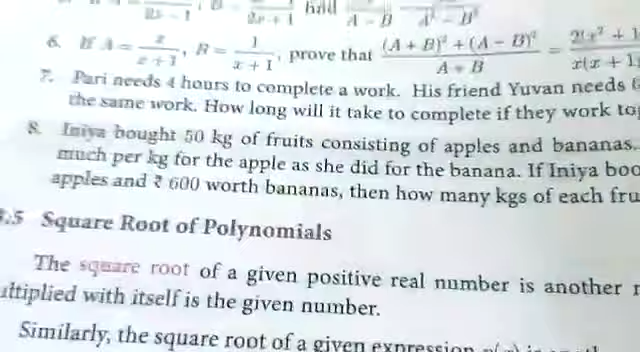 find
6. If A = x/x + 1, B = 1/x + 1, prove that (A + B)² + (A − B)²/A ÷ B = 2(x² + 1/x(x + 1)
7. Pari needs 4 hours to complete a work. His friend Yuvan needs
the same work. How long will it take to complete if they work
8. Iniya bought 50 kg of fruits consisting of apples and bananas.
much per kg for the apple as she did for the banana. If Iniya
apples and ₹ 600 worth bananas, then how many kgs of each
3.5 Square Root of Polynomials
The square root of a given positive real number is another
multiplied with itself is the given number.
Similarly, the square root of a given expression